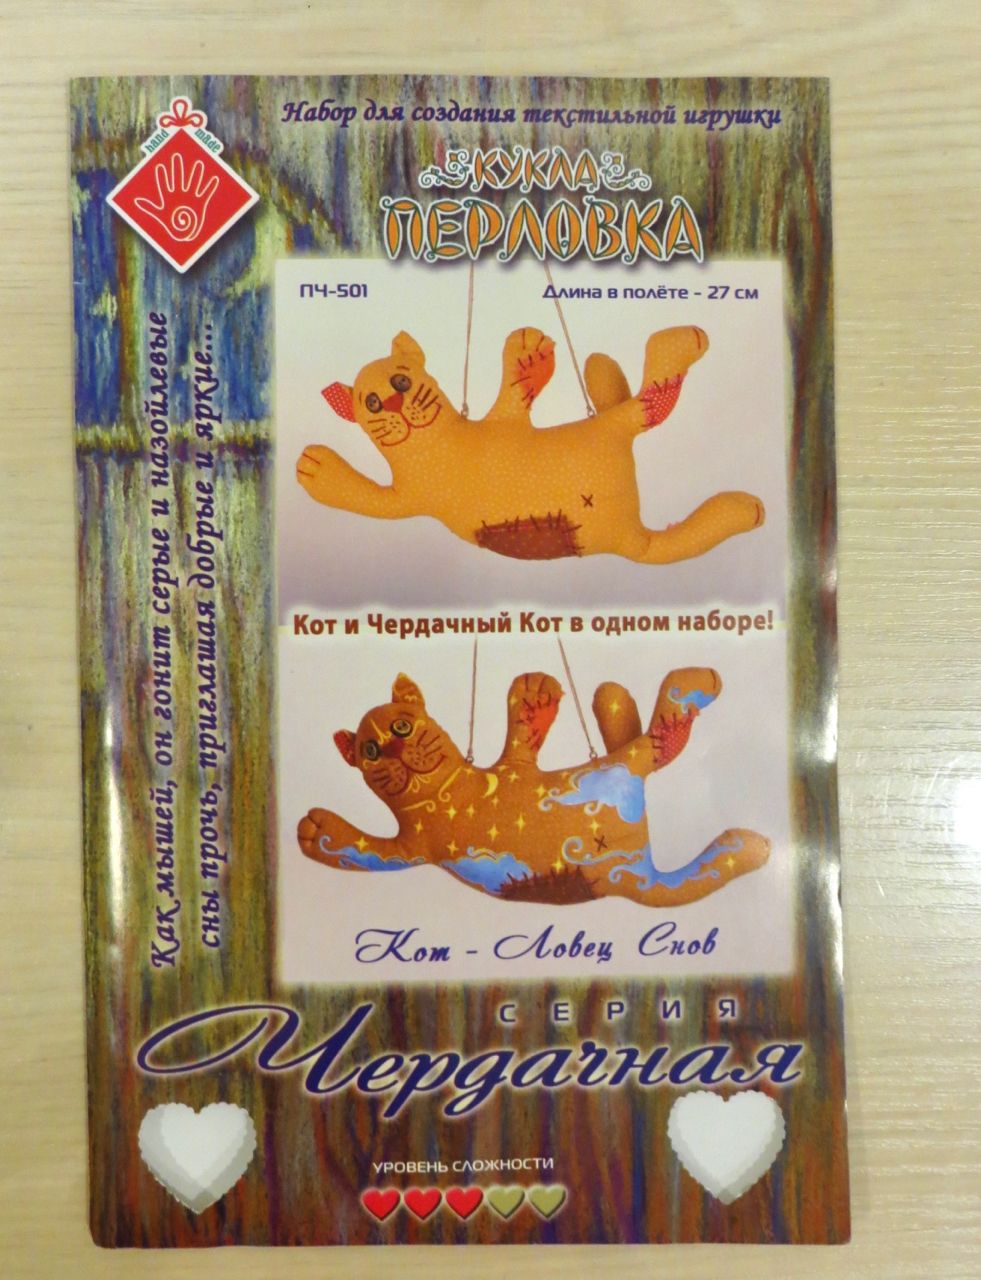 hand made
Набор для создания текстильной игрушки
КУКЛА
ПЕРЛОВКА
ПЧ-501
Длина в полёте - 27 см
Как мышей, он гонит серые и назойлевые
сны прочь, приглашая добрые и яркие...
Кот и Чердачный Кот в одном наборе!
Кот - Ловец Снов
СЕРИЯ
Чердачная
УРОВЕНЬ СЛОЖНОСТИ